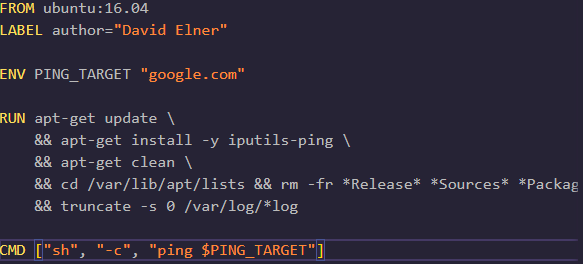 FROM ubuntu:16.04
LABEL author="David Elner"
ENV PING_TARGET "google.com"
RUN apt-get update \
&& apt-get install -y iputils-ping \
&& apt-get clean \
&& cd /var/lib/apt/lists && rm -fr *Release* *Sources* *Packag
&& truncate -s 0 /var/log/*log
CMD ["sh", "-c", "ping $PING_TARGET"]